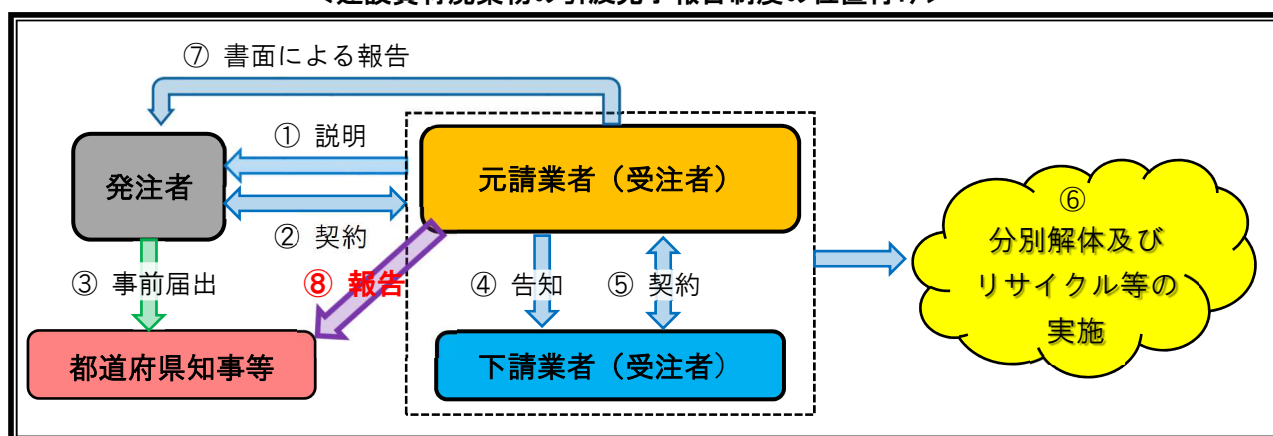 ⑦ 書面による報告
① 説明
発注者
元請業者（受注者）
② 契約
③ 事前届出
⑧ 報告
④ 告知
⑤ 契約
都道府県知事等
下請業者（受注者）
⑥
分別解体及び
リサイクル等の
実施